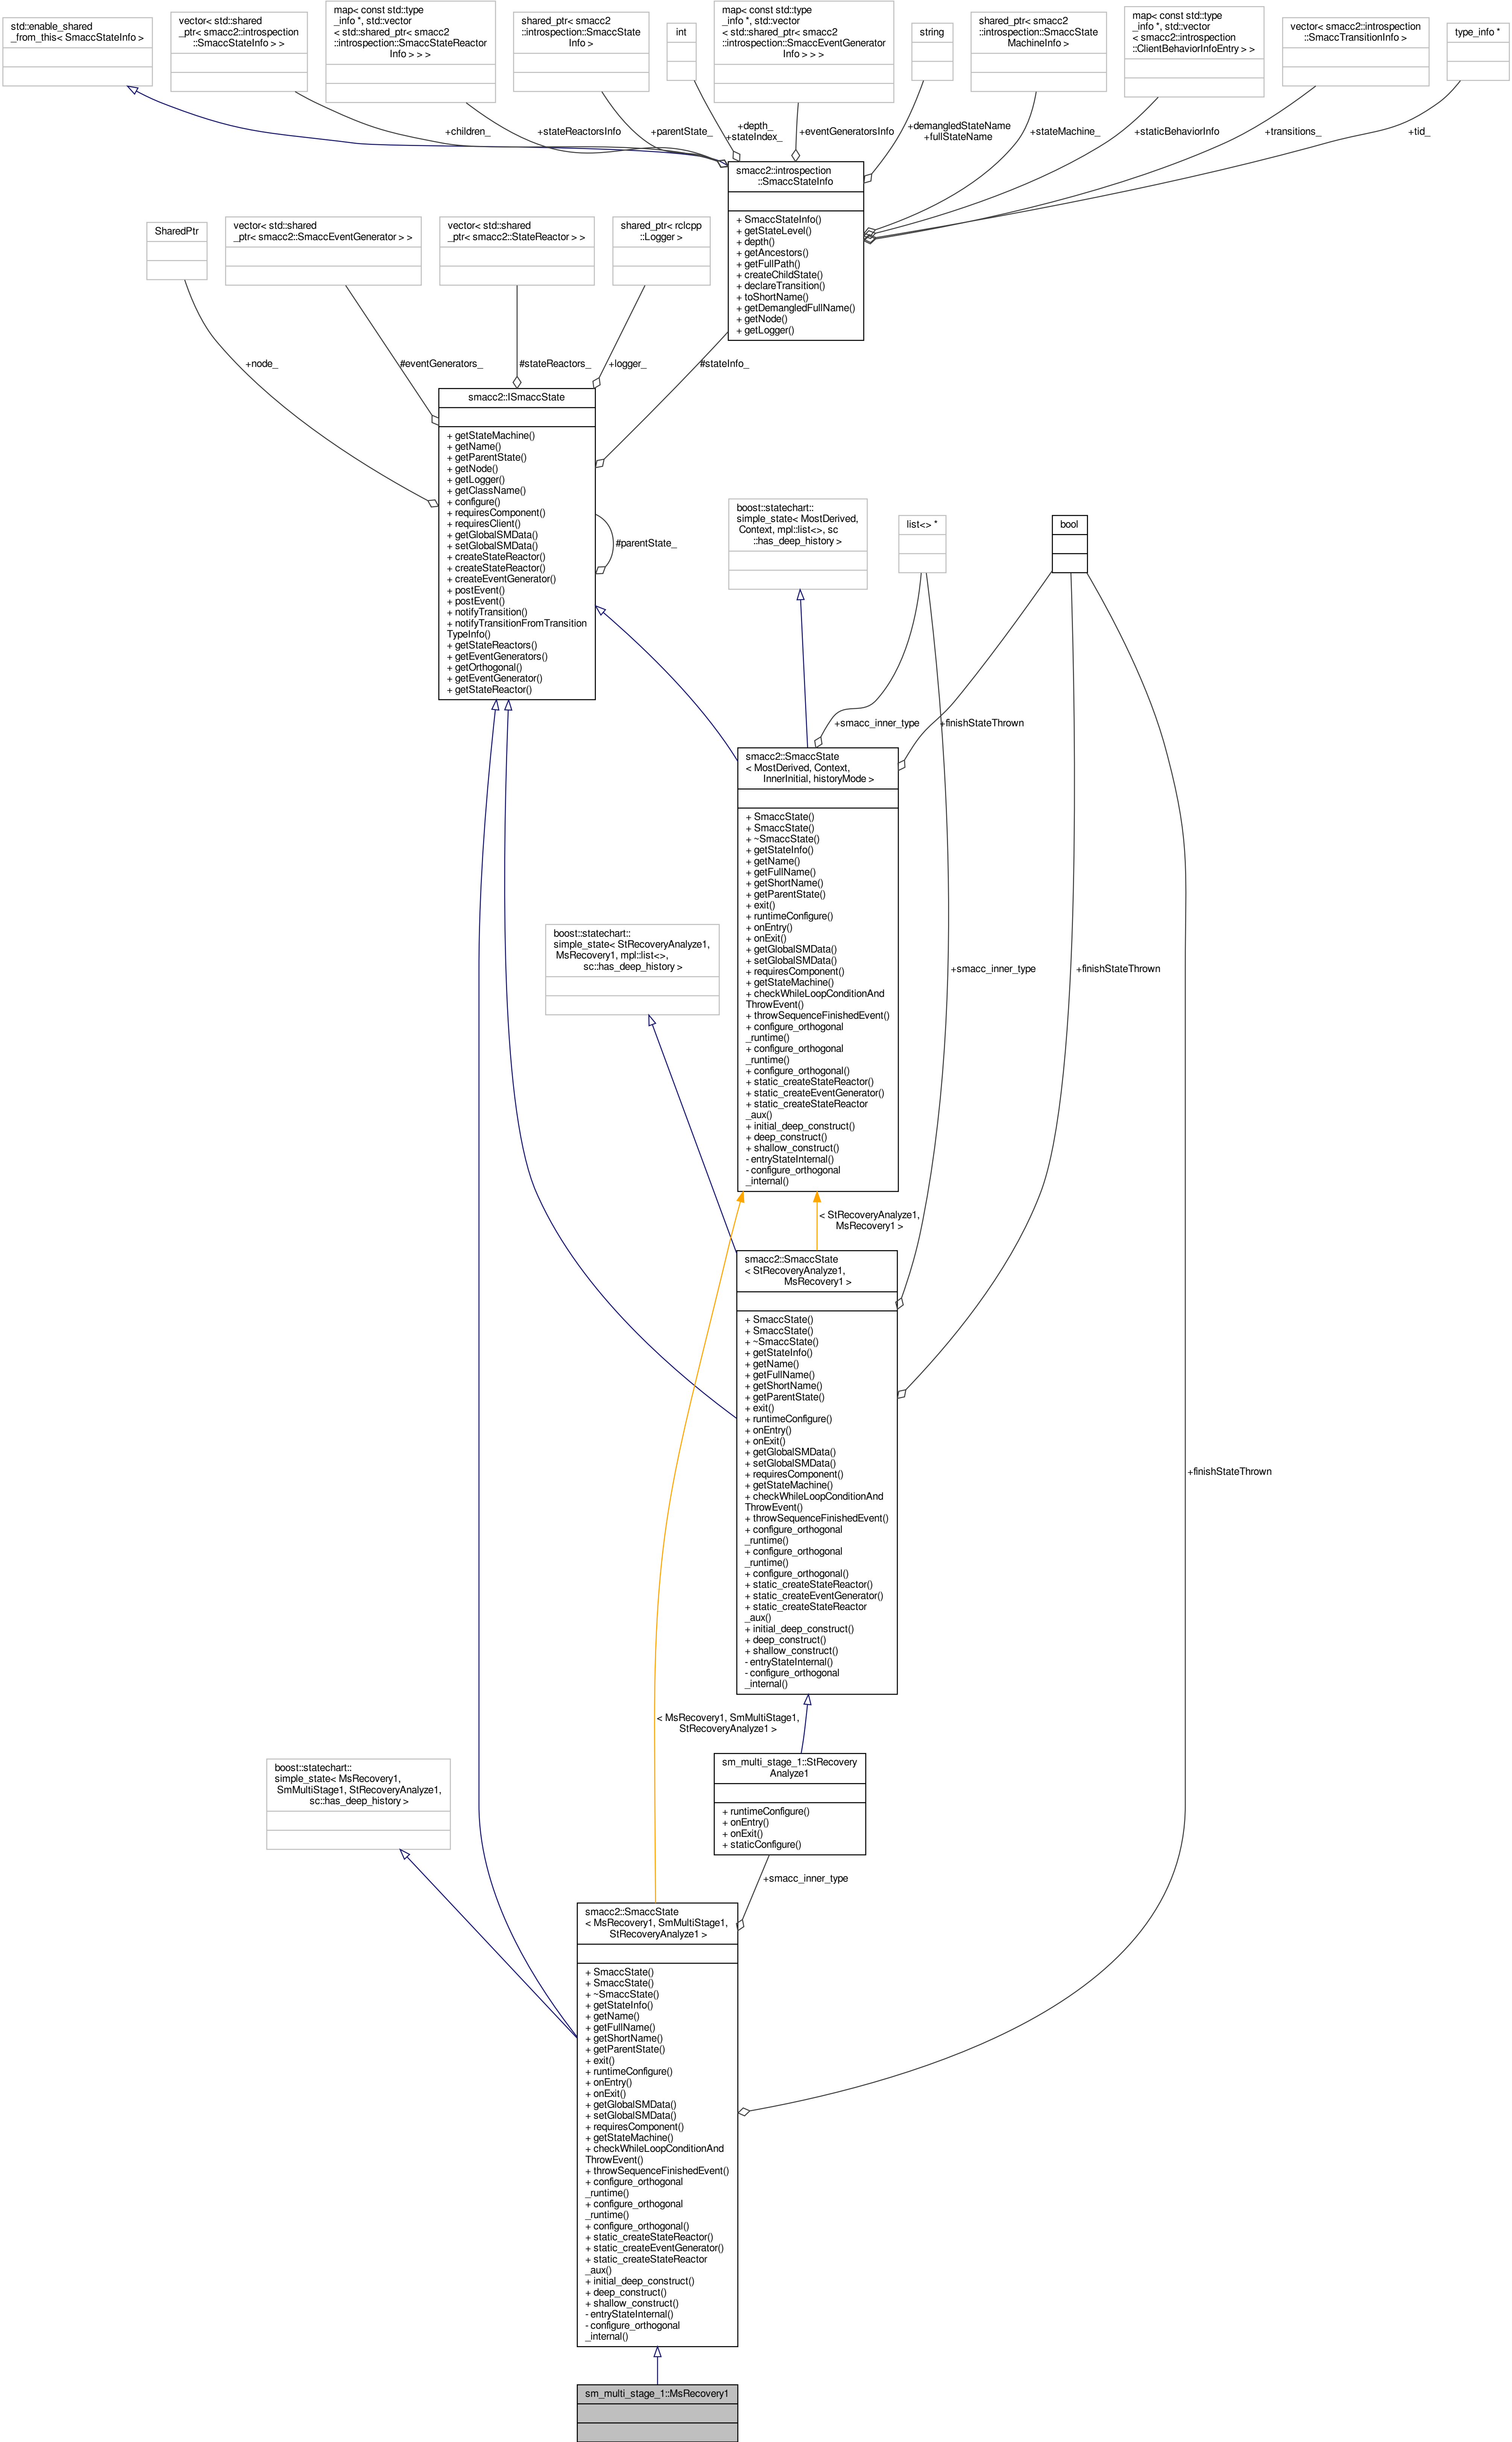 std::enable_shared
_from_this< SmaccStateInfo >
vector< std::shared
_ptr< smacc2::introspection
::SmaccStateInfo > >
map< const std::type
_info *, std::vector
< std::shared_ptr< smacc2
::introspection::SmaccStateReactor
Info > > >
shared_ptr< smacc2
::introspection::SmaccState
Info >
int
map< const std::type
_info *, std::vector
< std::shared_ptr< smacc2
::introspection::SmaccEventGenerator
Info > > >
string
shared_ptr< smacc2
::introspection::SmaccState
MachineInfo >
map< const std::type
_info *, std::vector
< smacc2::introspection
::ClientBehaviorInfoEntry > >
vector< smacc2::introspection
::SmaccTransitionInfo >
type_info *
+children_
+stateReactorsInfo
+parentState_
+depth_
+stateIndex_
+eventGeneratorsInfo
+demangledStateName
+fullStateName
+stateMachine_
+staticBehaviorInfo
+transitions_
+tid_
smacc2::introspection
::SmaccStateInfo
+ SmaccStateInfo()
+ getStateLevel()
+ depth()
+ getAncestors()
+ getFullPath()
+ createChildState()
+ declareTransition()
+ toShortName()
+ getDemangledFullName()
+ getNode()
+ getLogger()
SharedPtr
vector< std::shared
_ptr< smacc2::SmaccEventGenerator > >
vector< std::shared
_ptr< smacc2::StateReactor > >
shared_ptr< rclcpp
::Logger >
+node_
#eventGenerators_
#stateReactors_
+logger_
#stateInfo_
smacc2::ISmaccState
+ getStateMachine()
+ getName()
+ getParentState()
+ getNode()
+ getLogger()
+ getClassName()
+ configure()
+ requiresComponent()
+ requiresClient()
+ getGlobalSMData()
+ setGlobalSMData()
+ createStateReactor()
+ createStateReactor()
+ createEventGenerator()
+ postEvent()
+ postEvent()
+ notifyTransition()
+ notifyTransitionFromTransition
TypeInfo()
+ getStateReactors()
+ getEventGenerators()
+ getOrthogonal()
+ getEventGenerator()
+ getStateReactor()
#parentState_
boost::statechart::
simple_state< MostDerived,
Context, mpl::list<>, sc
::has_deep_history >
list<> *
bool
+smacc_inner_type
+finishStateThrown
smacc2::SmaccState
< MostDerived, Context,
InnerInitial, historyMode >
+ SmaccState()
+ SmaccState()
+ ~SmaccState()
+ getStateInfo()
+ getName()
+ getFullName()
+ getShortName()
+ getParentState()
+ exit()
+ runtimeConfigure()
+ onEntry()
+ onExit()
+ getGlobalSMData()
+ setGlobalSMData()
+ requiresComponent()
+ getStateMachine()
+ checkWhileLoopConditionAnd
ThrowEvent()
+ throwSequenceFinishedEvent()
+ configure_orthogonal
_runtime()
+ configure_orthogonal
_runtime()
+ configure_orthogonal()
+ static_createStateReactor()
+ static_createEventGenerator()
+ static_createStateReactor
_aux()
+ initial_deep_construct()
+ deep_construct()
+ shallow_construct()
- entryStateInternal()
- configure_orthogonal
_internal()
boost::statechart::
simple_state< StRecoveryAnalyze1,
MsRecovery1, mpl::list<>,
sc::has_deep_history >
+smacc_inner_type
+finishStateThrown
< StRecoveryAnalyze1,
MsRecovery1 >
smacc2::SmaccState
< StRecoveryAnalyze1,
MsRecovery1 >
+ SmaccState()
+ SmaccState()
+ ~SmaccState()
+ getStateInfo()
+ getName()
+ getFullName()
+ getShortName()
+ getParentState()
+ exit()
+ runtimeConfigure()
+ onEntry()
+ onExit()
+ getGlobalSMData()
+ setGlobalSMData()
+ requiresComponent()
+ getStateMachine()
+ checkWhileLoopConditionAnd
ThrowEvent()
+ throwSequenceFinishedEvent()
+ configure_orthogonal
_runtime()
+ configure_orthogonal
_runtime()
+ configure_orthogonal()
+ static_createStateReactor()
+ static_createEventGenerator()
+ static_createStateReactor
_aux()
+ initial_deep_construct()
+ deep_construct()
+ shallow_construct()
- entryStateInternal()
- configure_orthogonal
_internal()
+finishStateThrown
< MsRecovery1, SmMultiStage1,
StRecoveryAnalyze1 >
boost::statechart::
simple_state< MsRecovery1,
SmMultiStage1, StRecoveryAnalyze1,
sc::has_deep_history >
sm_multi_stage_1::StRecovery
Analyze1
+ runtimeConfigure()
+ onEntry()
+ onExit()
+ staticConfigure()
+smacc_inner_type
smacc2::SmaccState
< MsRecovery1, SmMultiStage1,
StRecoveryAnalyze1 >
+ SmaccState()
+ SmaccState()
+ ~SmaccState()
+ getStateInfo()
+ getName()
+ getFullName()
+ getShortName()
+ getParentState()
+ exit()
+ runtimeConfigure()
+ onEntry()
+ onExit()
+ getGlobalSMData()
+ setGlobalSMData()
+ requiresComponent()
+ getStateMachine()
+ checkWhileLoopConditionAnd
ThrowEvent()
+ throwSequenceFinishedEvent()
+ configure_orthogonal
_runtime()
+ configure_orthogonal
_runtime()
+ configure_orthogonal()
+ static_createStateReactor()
+ static_createEventGenerator()
+ static_createStateReactor
_aux()
+ initial_deep_construct()
+ deep_construct()
+ shallow_construct()
- entryStateInternal()
- configure_orthogonal
_internal()
sm_multi_stage_1::MsRecovery1